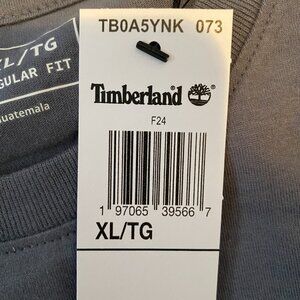 TB0A5YNK 073
XL/TG
GULAR FIT
uatemala
Timberland
F24
1 97065 39566 7
XL/TG